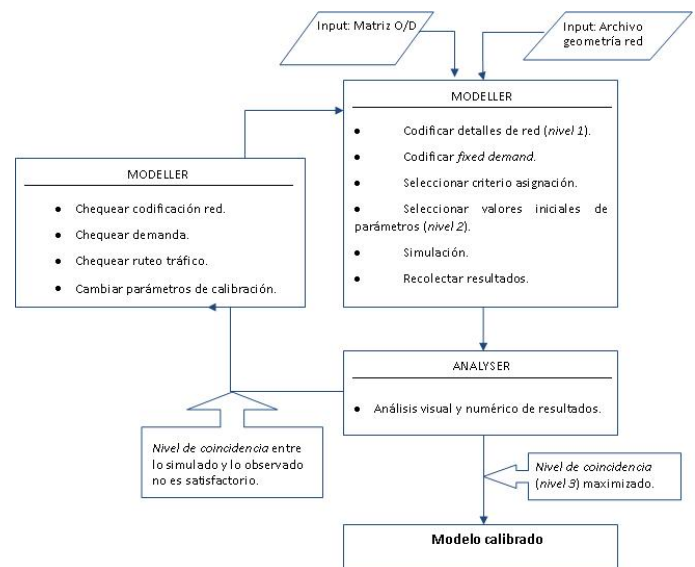 Input: Matriz O/D
Input: Archivo
geometría red
MODELLER
• Codificar detalles de red (nivel 1).
• Codificar fixed demand.
• Seleccionar criterio asignación.
• Seleccionar valores iniciales de
parámetros (nivel 2).
• Simulación.
• Recolectar resultados.
MODELLER
• Chequear codificación red.
• Chequear demanda.
• Chequear ruteo tráfico.
• Cambiar parámetros de calibración.
ANALYSER
• Análisis visual y numérico de resultados.
Nivel de coincidencia entre
lo simulado y lo observado
no es satisfactorio.
Nivel de coincidencia
(nivel 3) maximizado.
Modelo calibrado